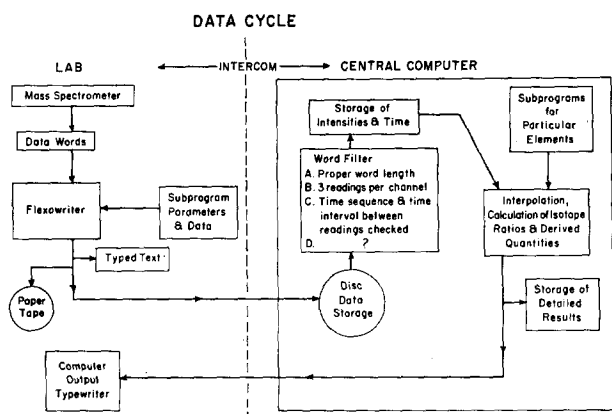 DATA CYCLE
LAB
INTERCOM
CENTRAL COMPUTER
Mass Spectrometer
Data Words
Flexowriter
Subprogram
Parameters
& Data
Typed Text
Paper
Tape
Computer
Output
Typewriter
Storage of
Intensities & Time
Word Filter
A. Proper word length
B. 3 readings per channel
C. Time sequence & time
interval between
readings checked
D. ?
Disc
Data
Storage
Subprograms
for
Particular
Elements
Interpolation,
Calculation of Isotope
Ratios & Derived
Quantities
Storage of
Detailed
Results